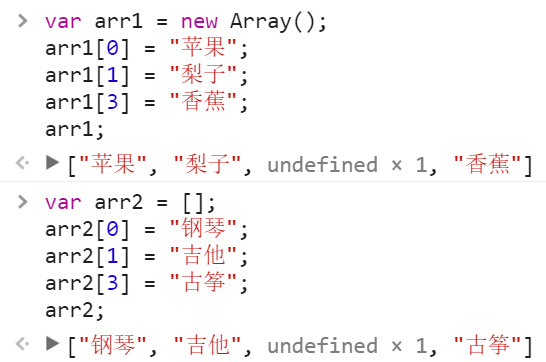 > var arr1 = new Array();
arr1[0] = "苹果";
arr1[1] = "梨子";
arr1[3] = "香蕉";
arr1;
["苹果", "梨子", undefined × 1, "香蕉"]
> var arr2 = [];
arr2[0] = "钢琴";
arr2[1] = "吉他";
arr2[3] = "古筝";
arr2;
["钢琴", "吉他", undefined × 1, "古筝"]